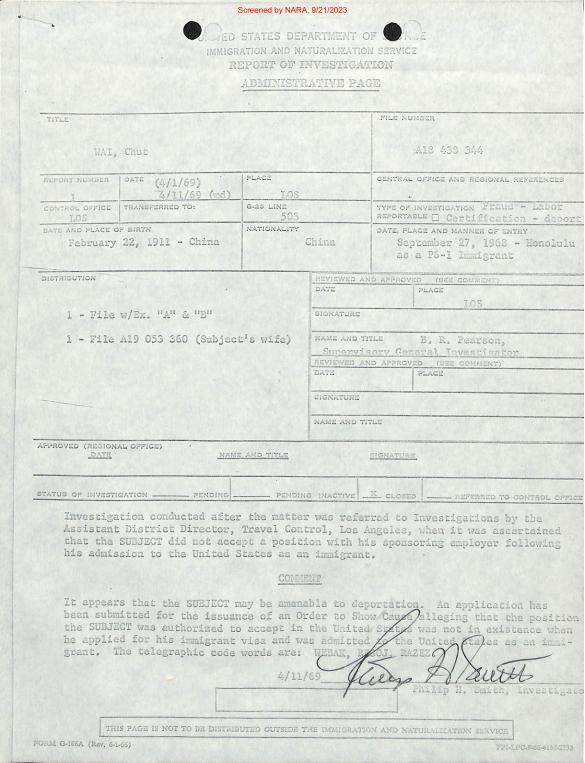 Screened by NARA, 9/21/2023
UNITED STATES DEPARTMENT OF JUSTICE
IMMIGRATION AND NATURALIZATION SERVICE
REPORT OF INVESTIGATION
ADMINISTRATIVE PAGE
TITLE
FILE NUMBER
WAI, Chut
A18 438 344
REPORT NUMBER
1
DATE
(4/1/69)
4/11/69 (md)
PLACE
LOS
CENTRAL OFFICE AND REGIONAL REFERENCES
CONTROL OFFICE
LOS
TRANSFERRED TO:
G-23 LINE
503
TYPE OF INVESTIGATION Fraud - Labor
REPORTABLE ☐ Certification - deport
DATE AND PLACE OF BIRTH
February 22, 1911 - China
NATIONALITY
China
DATE, PLACE AND MANNER OF ENTRY
September 27, 1968 - Honolulu
as a P6-1 Immigrant
DISTRIBUTION
1 - File w/Ex. "A" & "B"
1 - File A19 053 360 (Subject's wife)
REVIEWED AND APPROVED (SEE COMMENT)
DATE
PLACE
LOS
SIGNATURE
NAME AND TITLE B. R. Pearson,
Supervisory General Investigator
REVIEWED AND APPROVED (SEE COMMENT)
DATE
PLACE
SIGNATURE
NAME AND TITLE
APPROVED (REGIONAL OFFICE)
DATE NAME AND TITLE SIGNATURE
STATUS OF INVESTIGATION PENDING PENDING INACTIVE X CLOSED REFERRED TO CONTROL OFFICE
Investigation conducted after the matter was referred to Investigations by the
Assistant District Director, Travel Control, Los Angeles, when it was ascertained
that the SUBJECT did not accept a position with his sponsoring employer following
his admission to the United States as an immigrant.
COMMENT
It appears that the SUBJECT may be amenable to deportation. An application has
been submitted for the issuance of an Order to Show Cause alleging that the position
the SUBJECT was authorized to accept in the United States was not in existence when
he applied for his immigrant visa and was admitted to the United States as an immi-
grant. The telegraphic code words are: WEBAK, RAZEZ
4/11/69
Philip H. Smith, Investigator
THIS PAGE IS NOT TO BE DISTRIBUTED OUTSIDE THE IMMIGRATION AND NATURALIZATION SERVICE
FORM G-166A (Rev. 6-1-66)